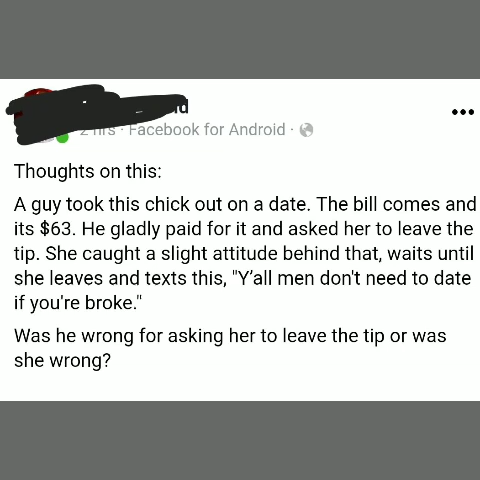 2 hrs · Facebook for Android ·
Thoughts on this:
A guy took this chick out on a date. The bill comes and
its $63. He gladly paid for it and asked her to leave the
tip. She caught a slight attitude behind that, waits until
she leaves and texts this, "Y'all men don't need to date
if you're broke."
Was he wrong for asking her to leave the tip or was
she wrong?